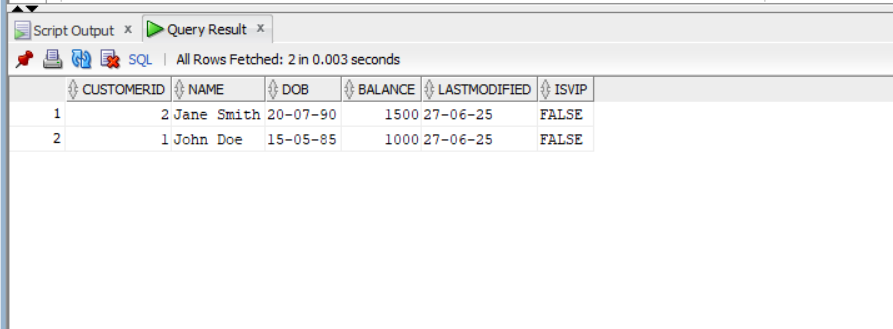 Script Output x Query Result x
SQL | All Rows Fetched: 2 in 0.003 seconds
CUSTOMERID NAME DOB BALANCE LASTMODIFIED ISVIP
1 2 Jane Smith 20-07-90 1500 27-06-25 FALSE
2 1 John Doe 15-05-85 1000 27-06-25 FALSE